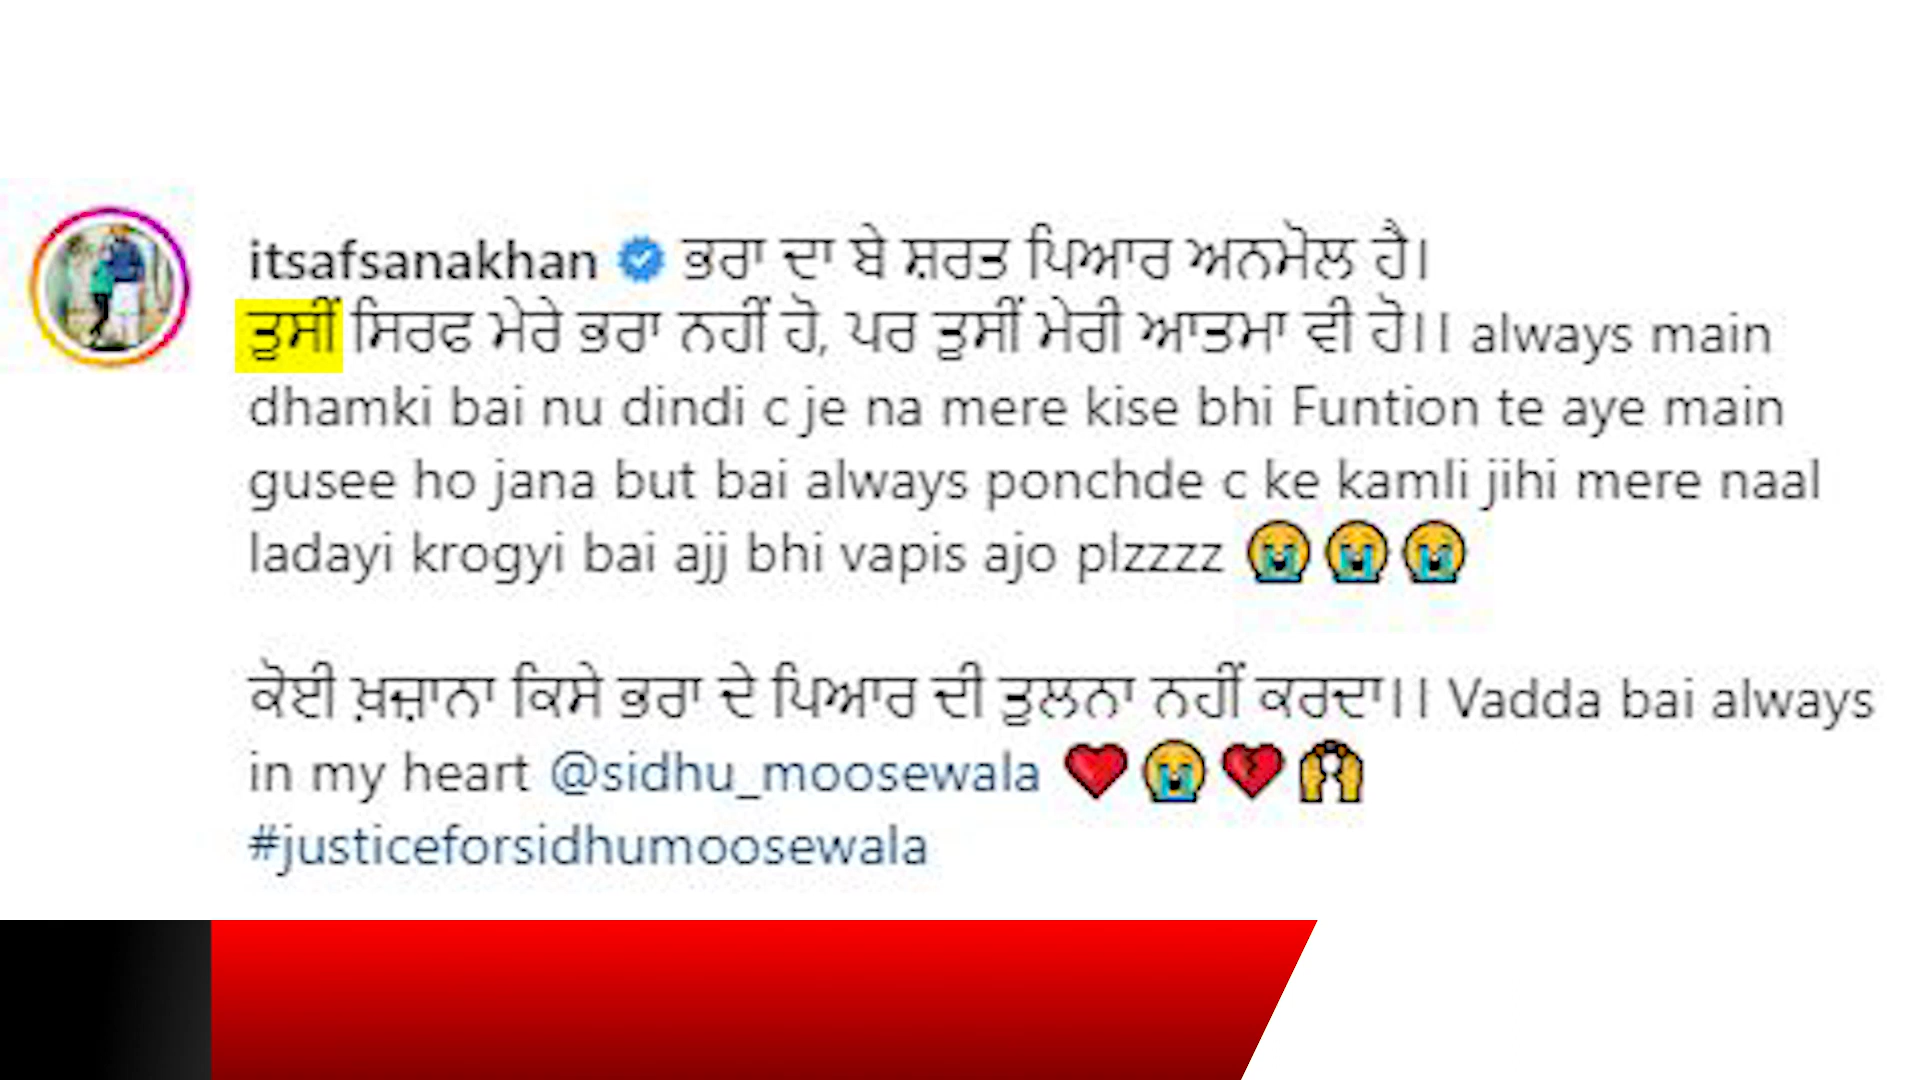 itsafsanakhan ਭਰਾ ਦਾ ਬੇ ਸ਼ਰਤ ਪਿਆਰ ਅਨਮੋਲ ਹੈ।
ਤੁਸੀਂ ਸਿਰਫ ਮੇਰੇ ਭਰਾ ਨਹੀਂ ਹੋ, ਪਰ ਤੁਸੀਂ ਮੇਰੀ ਆਤਮਾ ਵੀ ਹੋ।। always main
dhamki bai nu dindi c je na mere kise bhi Funtion te aye main
gusee ho jana but bai always ponchde c ke kamli jihi mere naal
ladayi krogyi bai ajj bhi vapis ajo plzzzz 😭😭😭
ਕੋਈ ਖ਼ਜ਼ਾਨਾ ਕਿਸੇ ਭਰਾ ਦੇ ਪਿਆਰ ਦੀ ਤੁਲਨਾ ਨਹੀਂ ਕਰਦਾ।। Vadda bai always
in my heart @sidhu_moosewala ❤️😭💔🙌
#justiceforsidhumoosewala